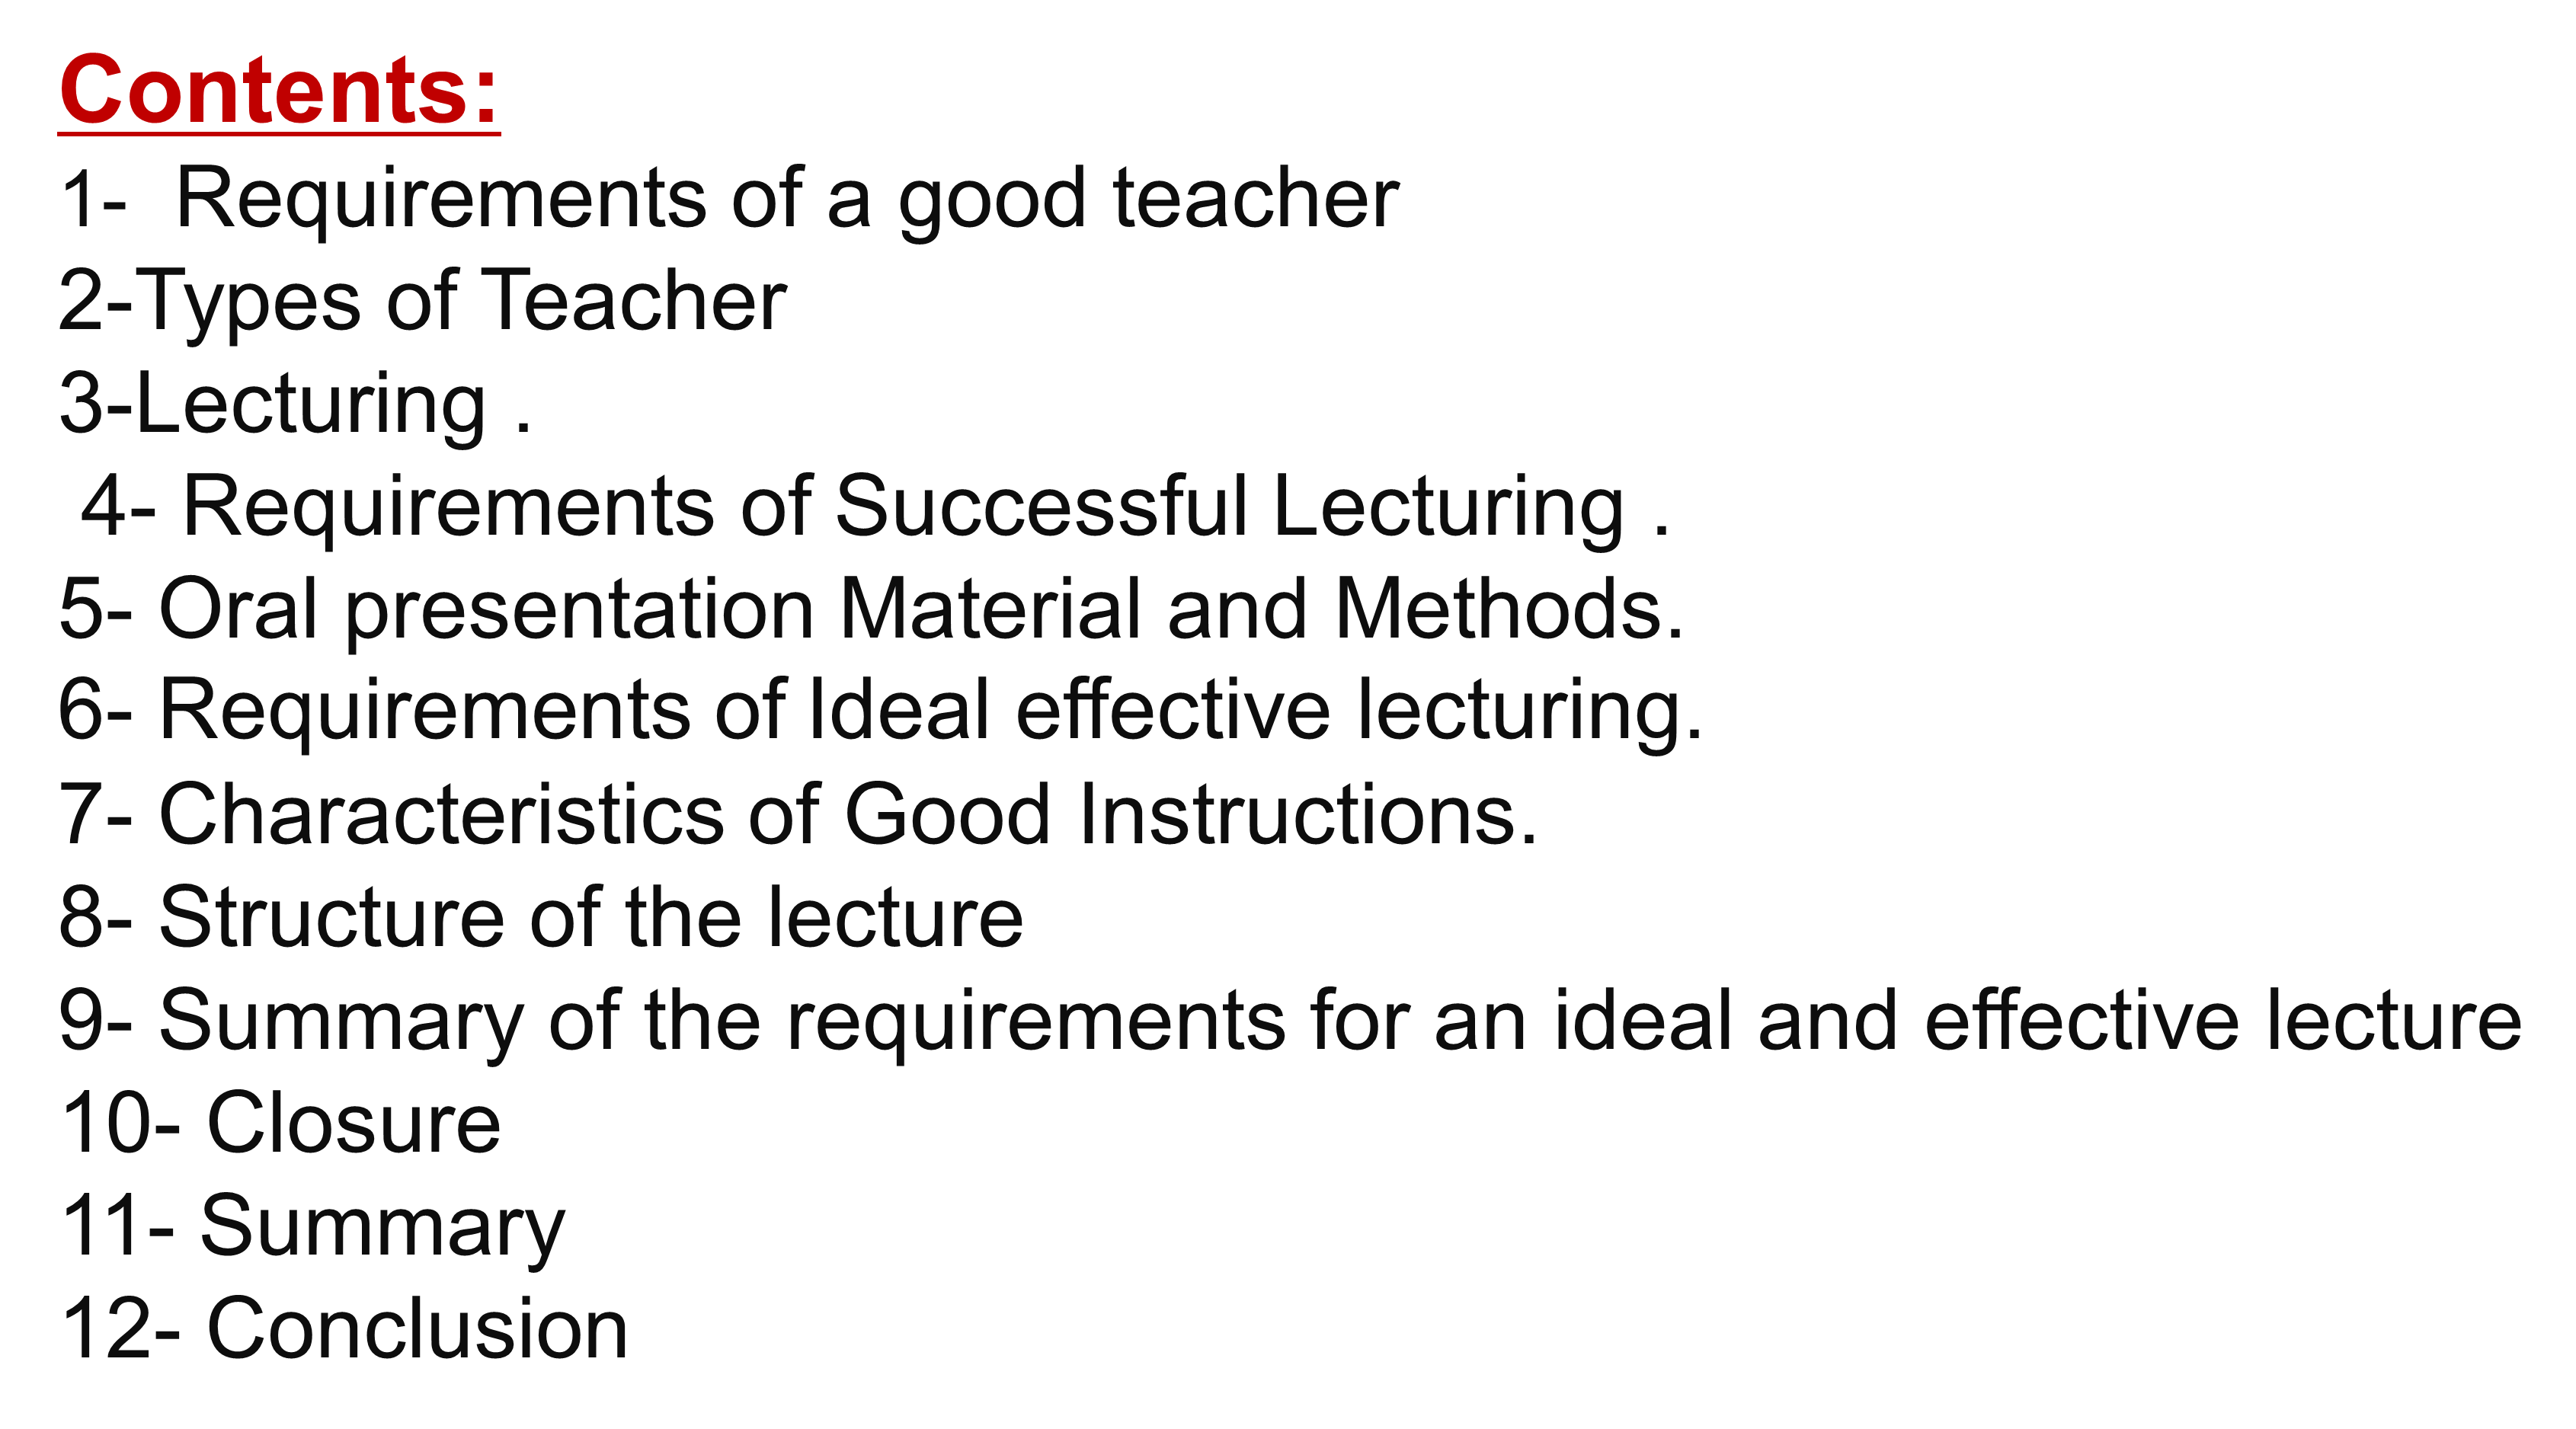 Contents:
1-  Requirements of a good teacher
2-Types of Teacher
3-Lecturing .
4- Requirements of Successful Lecturing .
5- Oral presentation Material and Methods.
6- Requirements of Ideal effective lecturing.
7- Characteristics of Good Instructions.
8- Structure of the lecture
9- Summary of the requirements for an ideal and effective lecture
10- Closure
11- Summary
12- Conclusion